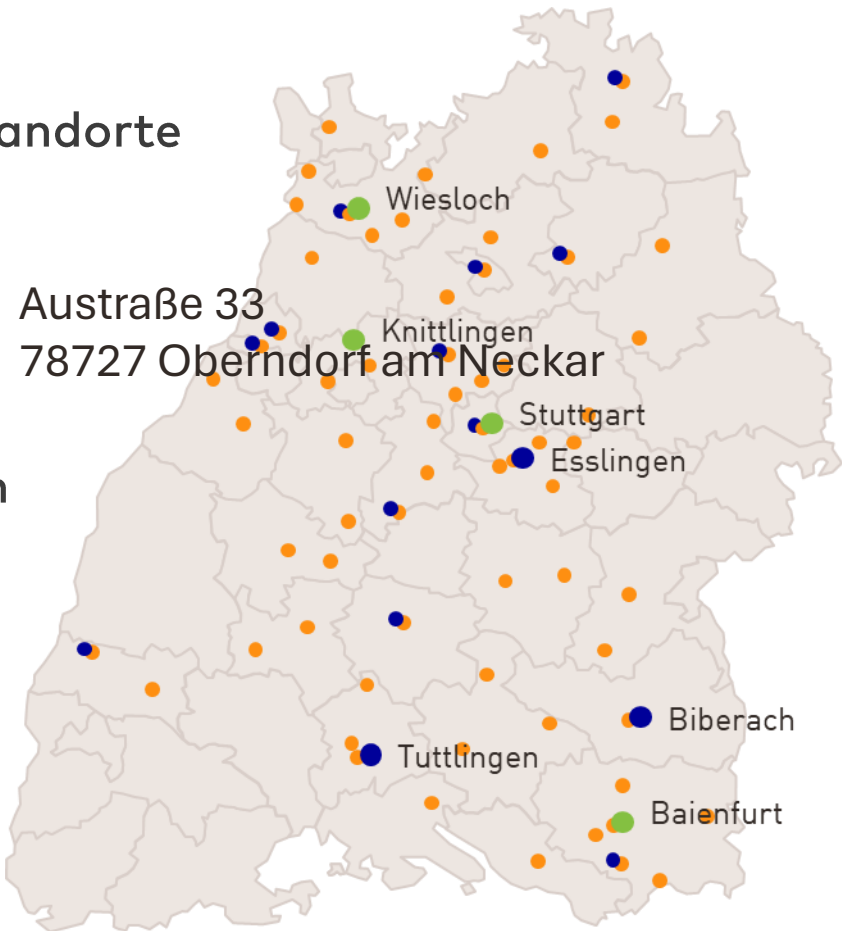 andorte
Wiesloch
Austraße 33
Knittlingen
78727 Oberndorf am Neckar
Stuttgart
Esslingen
n
Biberach
Tuttlingen
Baienfurt